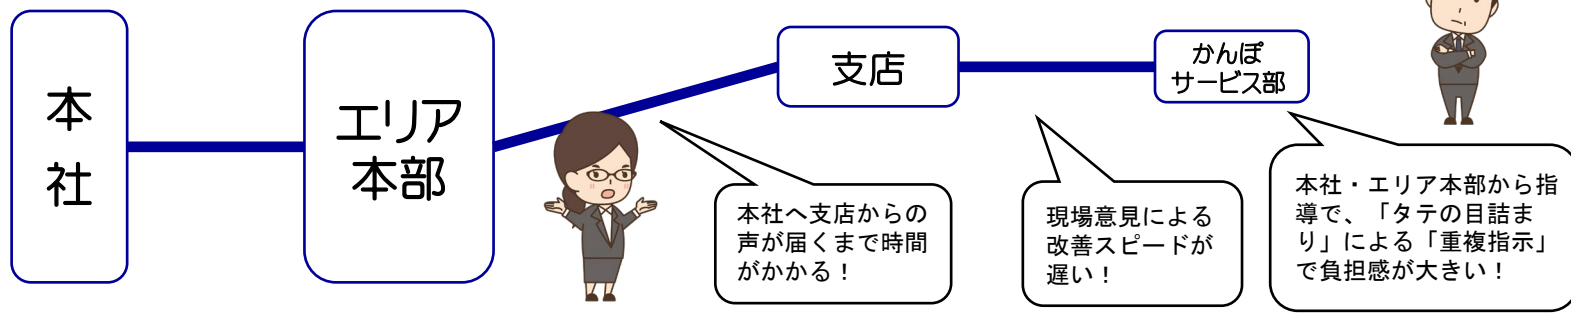 本
社
エリア
本部
支店
かんぽ
サービス部
本社へ支店からの
声が届くまで時間
がかかる！
現場意見による
改善スピードが
遅い！
本社・エリア本部から指
導で、「タテの目詰ま
り」による「重複指示」
で負担感が大きい！